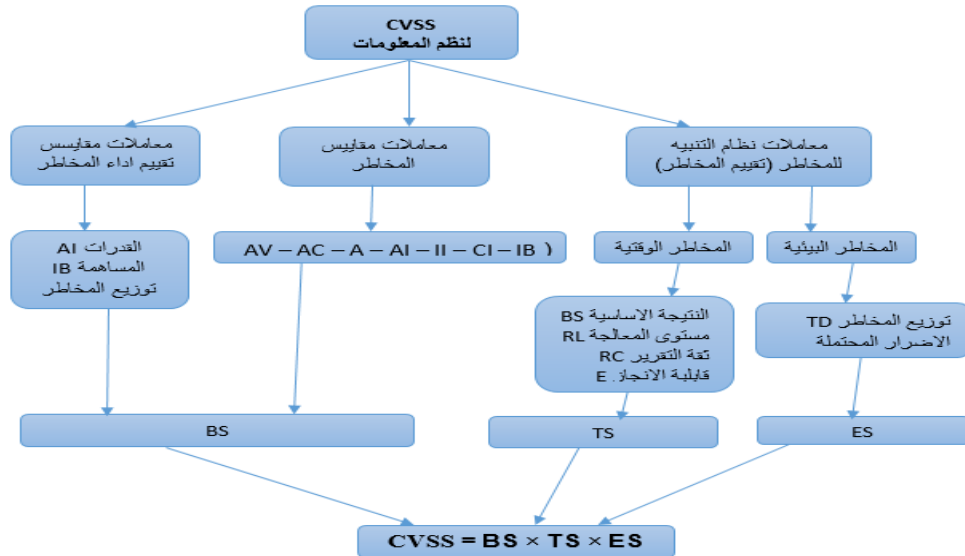 CVSS
لنظم المعلومات
معاملات نظام التنبيه
للمخاطر (تقييم المخاطر)
معاملات مقاييس
المخاطر
معاملات مقايسس
تقييم اداء المخاطر
المخاطر البيئية
المخاطر الوقتية
AV – AC – A – AI – II – CI – IB )
القدرات AI
المساهمة IB
توزيع المخاطر
توزيع المخاطر TD
الاضرار المحتملة
النتيجة الاساسية BS
مستوى المعالجة RL
ثقة التقرير RC
قابلية الانجاز. E
ES
TS
BS
CVSS = BS × TS × ES